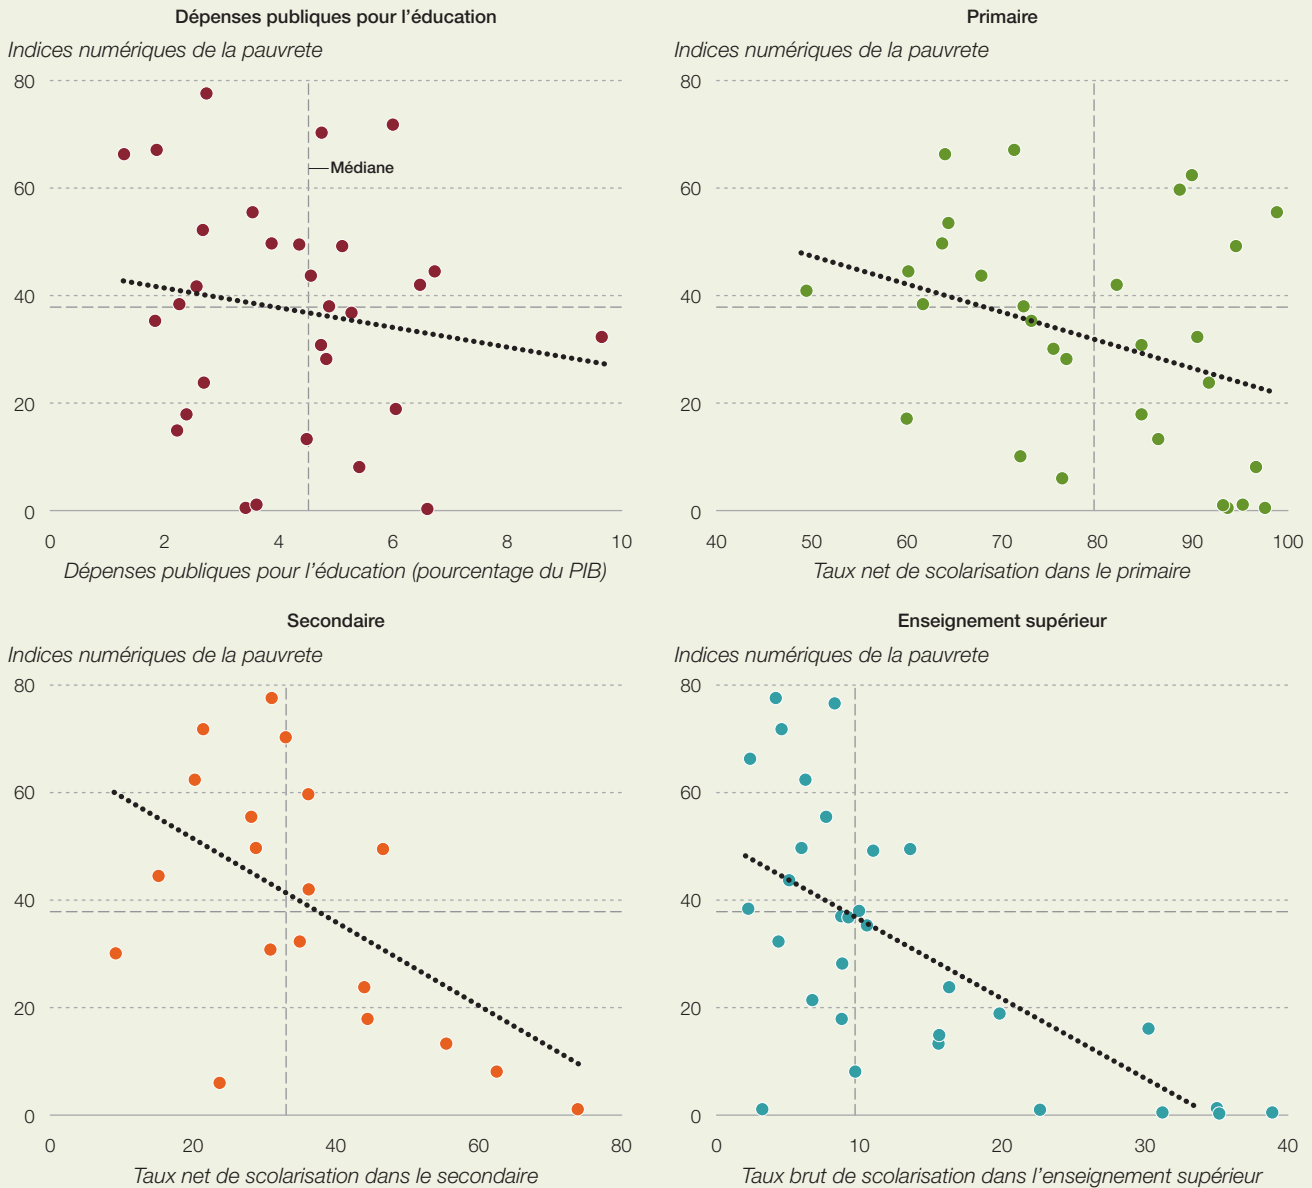 Dépenses publiques pour l'éducation
Indices numériques de la pauvrete
80
60
40
20
0
Médiane
0 2 4 6 8 10
Dépenses publiques pour l'éducation (pourcentage du PIB)
Primaire
Indices numériques de la pauvrete
80
60
40
20
0
40 50 60 70 80 90 100
Taux net de scolarisation dans le primaire
Secondaire
Indices numériques de la pauvrete
80
60
40
20
0
0 20 40 60 80
Taux net de scolarisation dans le secondaire
Enseignement supérieur
Indices numériques de la pauvrete
80
60
40
20
0
0 10 20 30 40
Taux brut de scolarisation dans l'enseignement supérieur